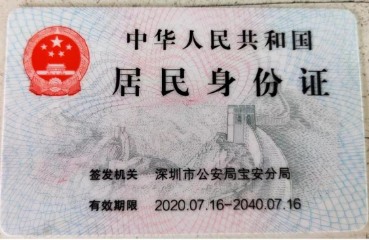 中华人民共和国
居民身份证
签发机关 深圳市公安局宝安分局
有效期限 2020.07.16-2040.07.16